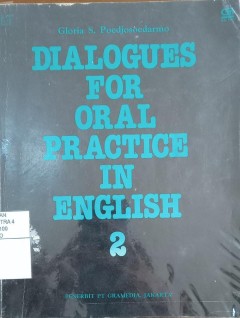 Gloria S. Poedjosoedarmo
DIALOGUES
FOR
ORAL
PRACTICE
IN
ENGLISH
2
PENERBIT PT GRAMEDIA, JAKARTA